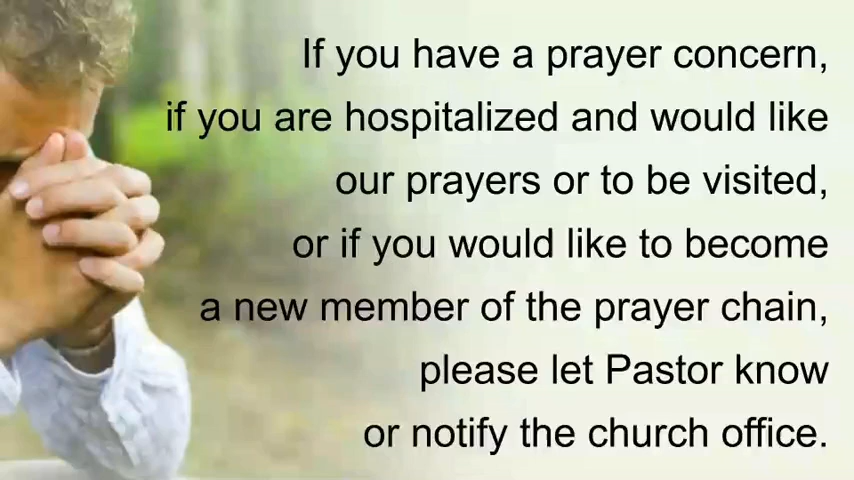 If you have a prayer concern,
if you are hospitalized and would like
our prayers or to be visited,
or if you would like to become
a new member of the prayer chain,
please let Pastor know
or notify the church office.